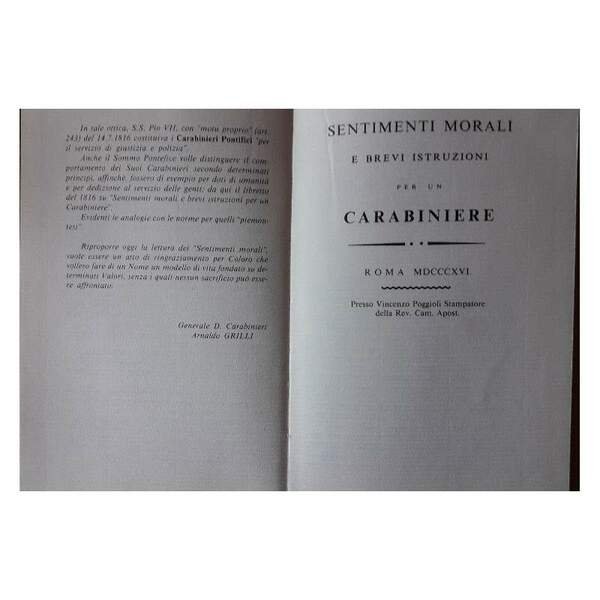 In tale ottica, S.S. Pio VII, con "motu proprio" (art.
243) del 14.7.1816 costituiva i Carabinieri Pontifici "per
il servizio di giustizia e polizia".
Anche il Sommo Pontefice volle distinguere il com-
portamento dei Suoi Carabinieri secondo determinati
principi, affinchè, fossero di esempio per doti di umanità
e per dedizione al servizio delle genti: da qui il libretto
del 1816 su "Sentimenti morali e brevi istruzioni per un
Carabiniere".
Evidenti le analogie con le norme per quelli "piemon-
tesi".
Riproporre oggi la lettura dei "Sentimenti morali",
vuole essere un atto di ringraziamento per Coloro che
vollero fare di un Nome un modello di vita fondato su de-
terminati Valori, senza i quali nessun sacrificio può esse-
re affrontato.
Generale D. Carabinieri
Arnaldo GRILLI
SENTIMENTI MORALI
E BREVI ISTRUZIONI
PER UN
CARABINIERE
ROMA MDCCCXVI
Presso Vincenzo Poggioli Stampatore
della Rev. Cam. Apost.